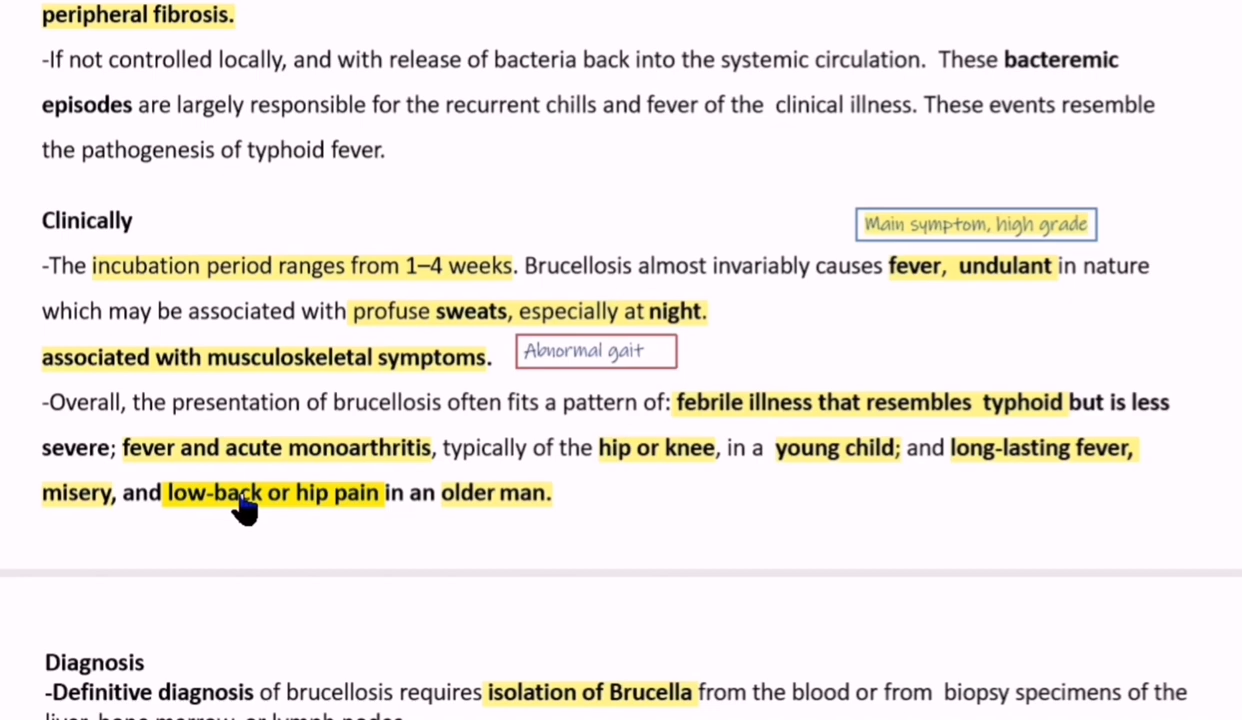 peripheral fibrosis.
-If not controlled locally, and with release of bacteria back into the systemic circulation. These bacteremic
episodes are largely responsible for the recurrent chills and fever of the clinical illness. These events resemble
the pathogenesis of typhoid fever.
Clinically
Main symptom, high grade
-The incubation period ranges from 1–4 weeks. Brucellosis almost invariably causes fever, undulant in nature
which may be associated with profuse sweats, especially at night.
associated with musculoskeletal symptoms.
Abnormal gait
-Overall, the presentation of brucellosis often fits a pattern of: febrile illness that resembles typhoid but is less
severe; fever and acute monoarthritis, typically of the hip or knee, in a young child; and long-lasting fever,
misery, and low-back or hip pain in an older man.
Diagnosis
-Definitive diagnosis of brucellosis requires isolation of Brucella from the blood or from biopsy specimens of the
liver, bone marrow, or lymph nodes.